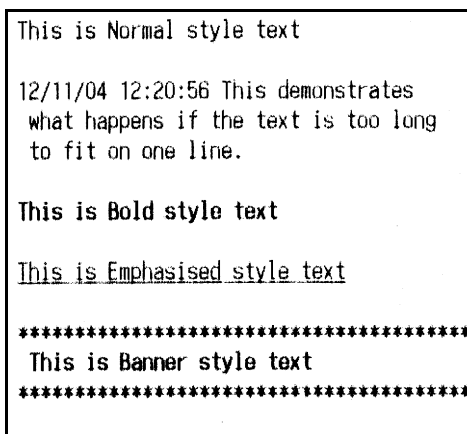 This is Normal style text
12/11/04 12:20:56 This demonstrates
what happens if the text is too long
to fit on one line.
This is Bold style text
This is Emphasised style text
****************************************
This is Banner style text
****************************************